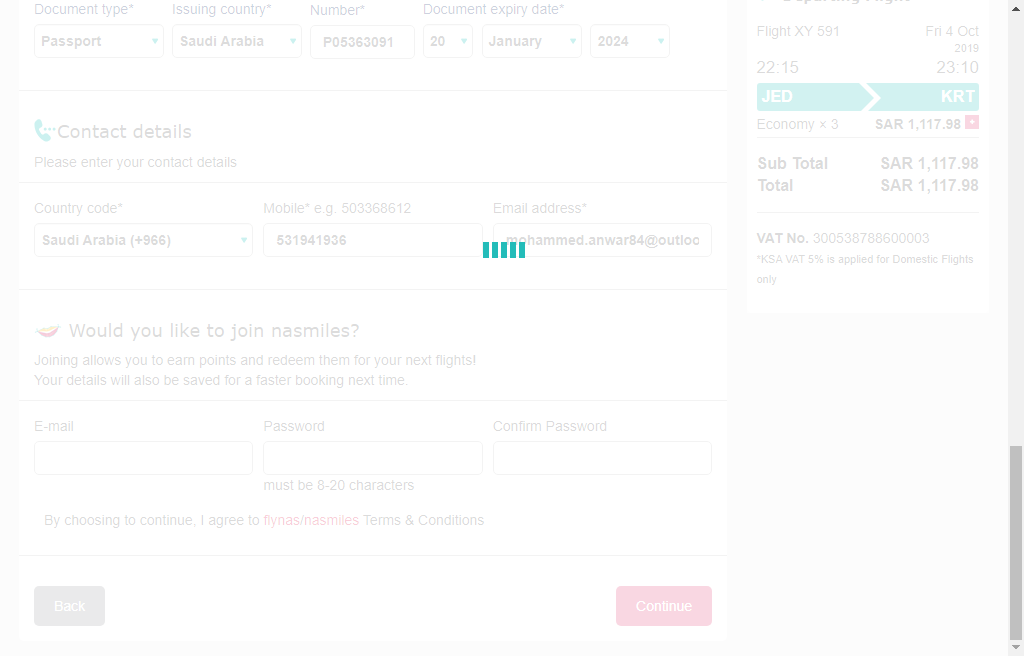 Document type* Issuing country* Number* Document expiry date*
Passport Saudi Arabia P05363091 20 January 2024
Contact details
Please enter your contact details
Country code* Mobile* e.g. 503368612 Email address*
Saudi Arabia (+966) 531941936 mohammed.anwar84@outloo
Would you like to join nasmiles?
Joining allows you to earn points and redeem them for your next flights!
Your details will also be saved for a faster booking next time.
E-mail Password Confirm Password
must be 8-20 characters
By choosing to continue, I agree to flynas/nasmiles Terms & Conditions
Back Continue
Departing Flight
Flight XY 591 Fri 4 Oct
2019
22:15 23:10
JED KRT
Economy × 3 SAR 1,117.98 +
Sub Total SAR 1,117.98
Total SAR 1,117.98
VAT No. 300538788600003
*KSA VAT 5% is applied for Domestic Flights
only